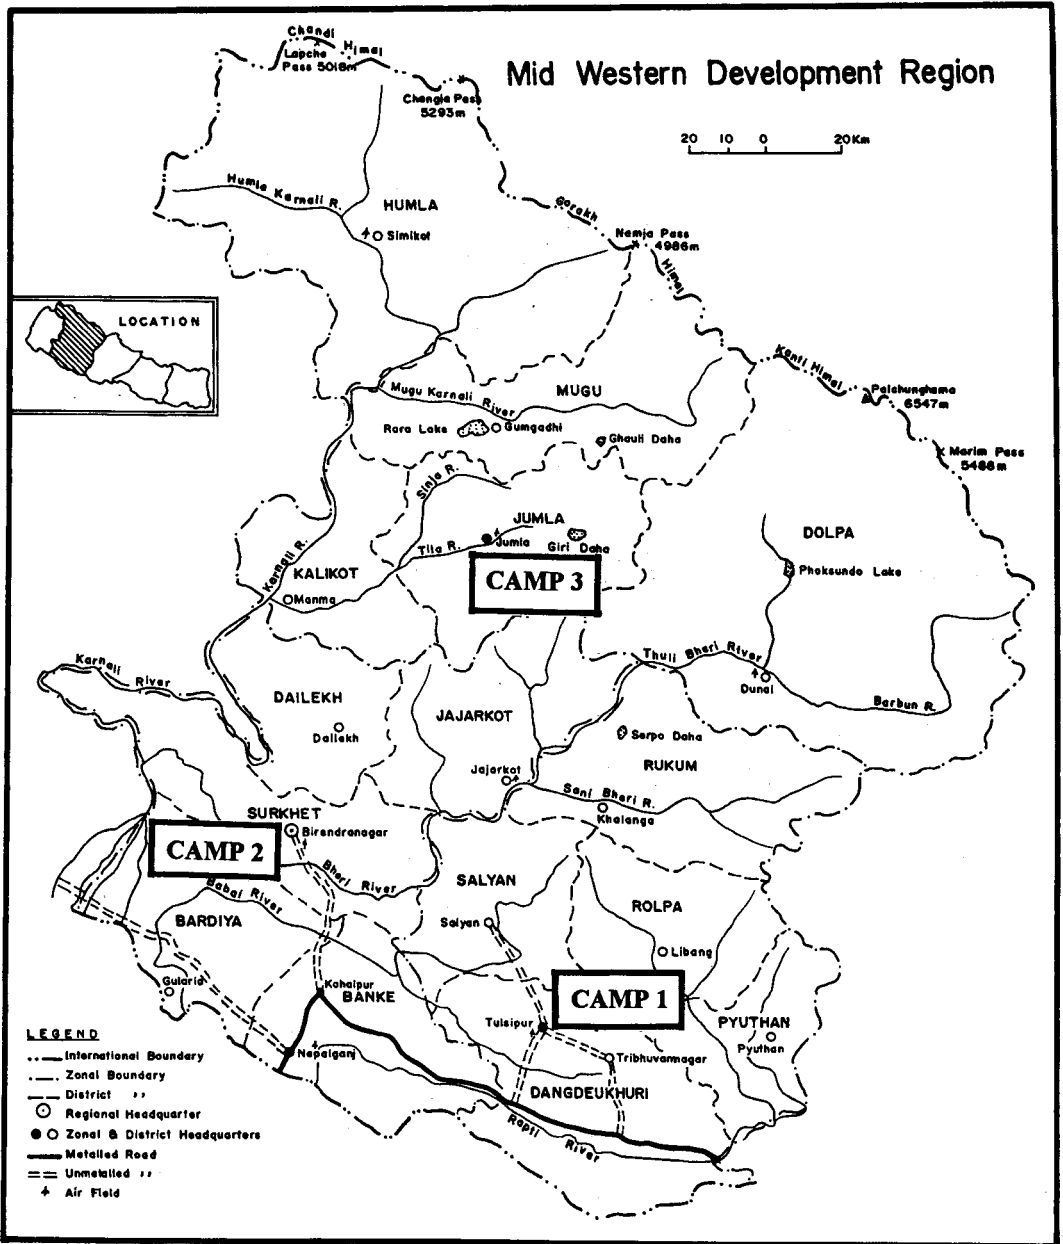 Mid Western Development Region
20 10 0 20Km
Chandi
Himal
Lapche
Pass 5018m
Changla Pass
5293m
Humla Karnali R.
HUMLA
Simikot
Gorakh
Himal
Namja Pass
4986m
LOCATION
Kanti Himal
Palchunghama
6547m
Marim Pass
5488m
MUGU
Mugu Karnali River
Rara Lake
Gumgadhi
Ghauli Daha
Sinja R.
JUMLA
Jumla
Tila R.
Giri Daha
CAMP 3
DOLPA
Phoksundo Lake
Karnali R.
KALIKOT
Manma
Thuli Bheri River
Dunai
Barbun R.
Karnali River
DAILEKH
Dailekh
JAJARKOT
Jajarkot
Serpo Daha
RUKUM
Sani Bheri R.
Khalanga
SURKHET
Birendranagar
CAMP 2
Bheri River
Babai River
BARDIYA
SALYAN
Salyan
ROLPA
Libang
CAMP 1
Gularia
Kohalpur
BANKE
Tulsipur
Tribhuvannagar
PYUTHAN
Pyuthan
Nepalganj
DANGDEUKHURI
Rapti River
LEGEND
International Boundary
Zonal Boundary
District ,,
Regional Headquarter
Zonal & District Headquarters
Metalled Road
Unmetalled ,,
Air Field